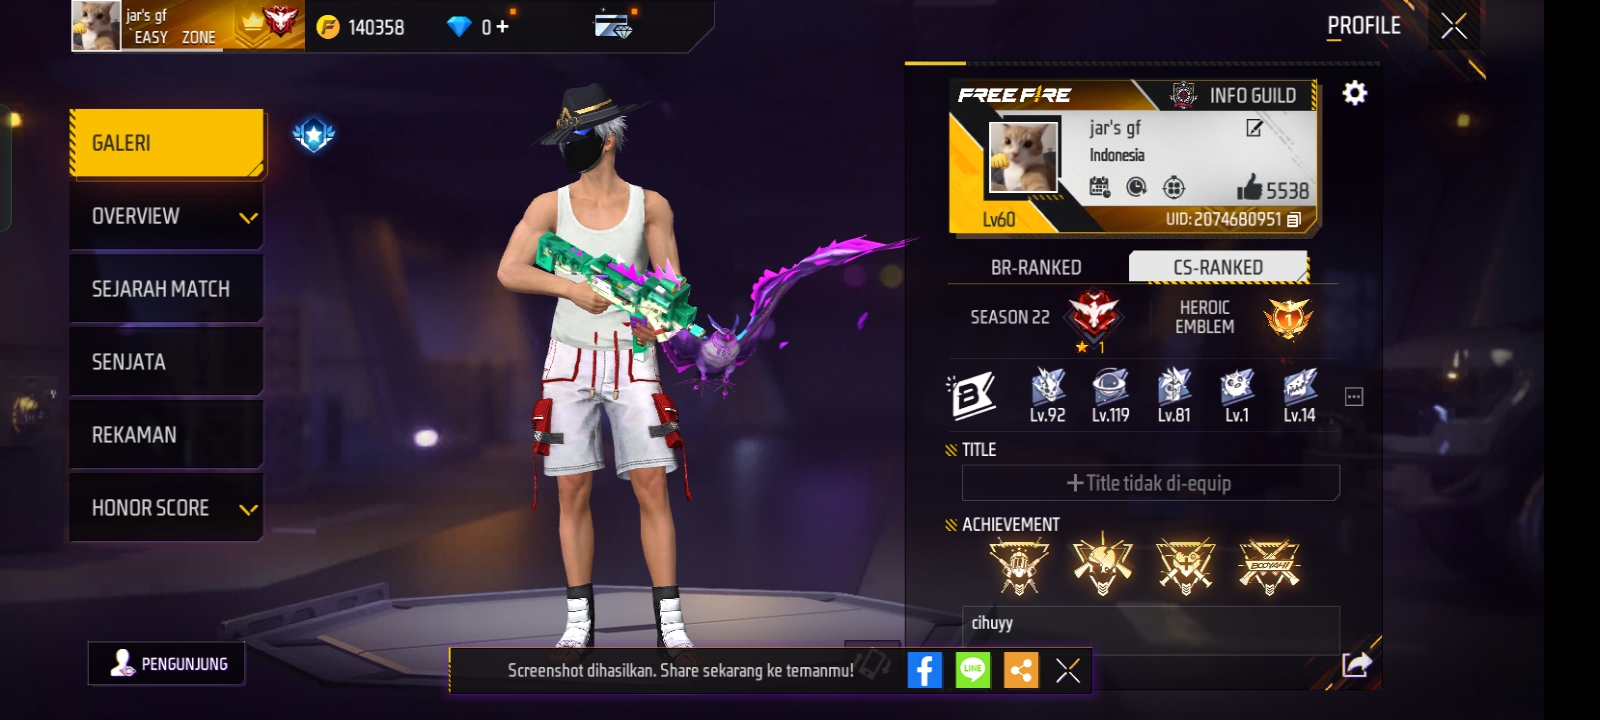 jar's gf
EASY ZONE
140358
0 +
PROFILE
GALERI
OVERVIEW
SEJARAH MATCH
SENJATA
REKAMAN
HONOR SCORE
PENGUNJUNG
FREE FIRE
INFO GUILD
jar's gf
Indonesia
5538
Lv60
UID: 2074680951
BR-RANKED
CS-RANKED
SEASON 22
1
HEROIC
EMBLEM
1
B
Lv.92
Lv.119
Lv.81
Lv.1
Lv.14
TITLE
+Title tidak di-equip
ACHIEVEMENT
BOOYAH!
cihuyy
Screenshot dihasilkan. Share sekarang ke temanmu!
LINE